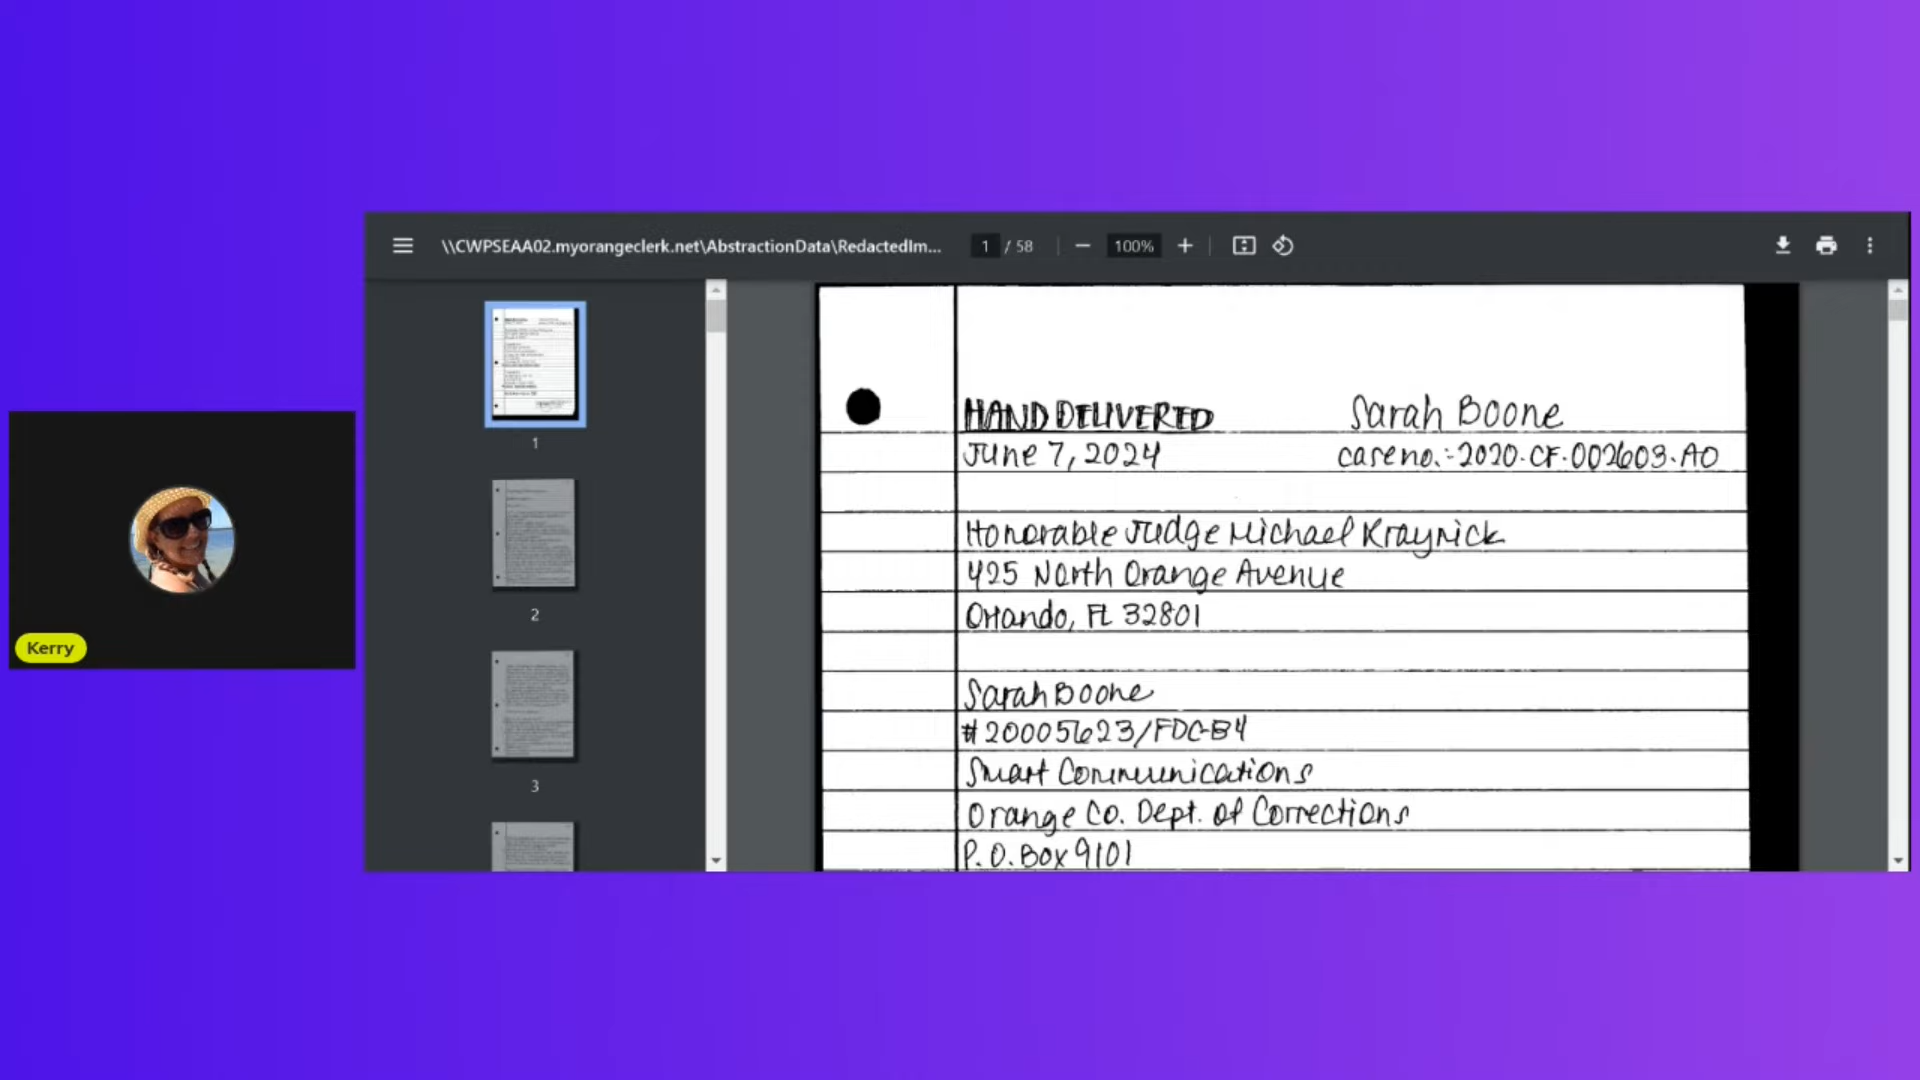 \\CWPSEAA02.myorangeclerk.net\AbstractionData\RedactedIm...
1 / 58
100%
1
2
3
Kerry
HAND DELIVERED
Sarah Boone
June 7, 2024
case no.:-2020-CF-002603-AO
Honorable Judge Michael Kraynick
425 North Orange Avenue
Orlando, FL 32801
Sarah Boone
#20005623/FDC-B4
Smart Communications
Orange Co. Dept. of Corrections
P.O. Box 9101